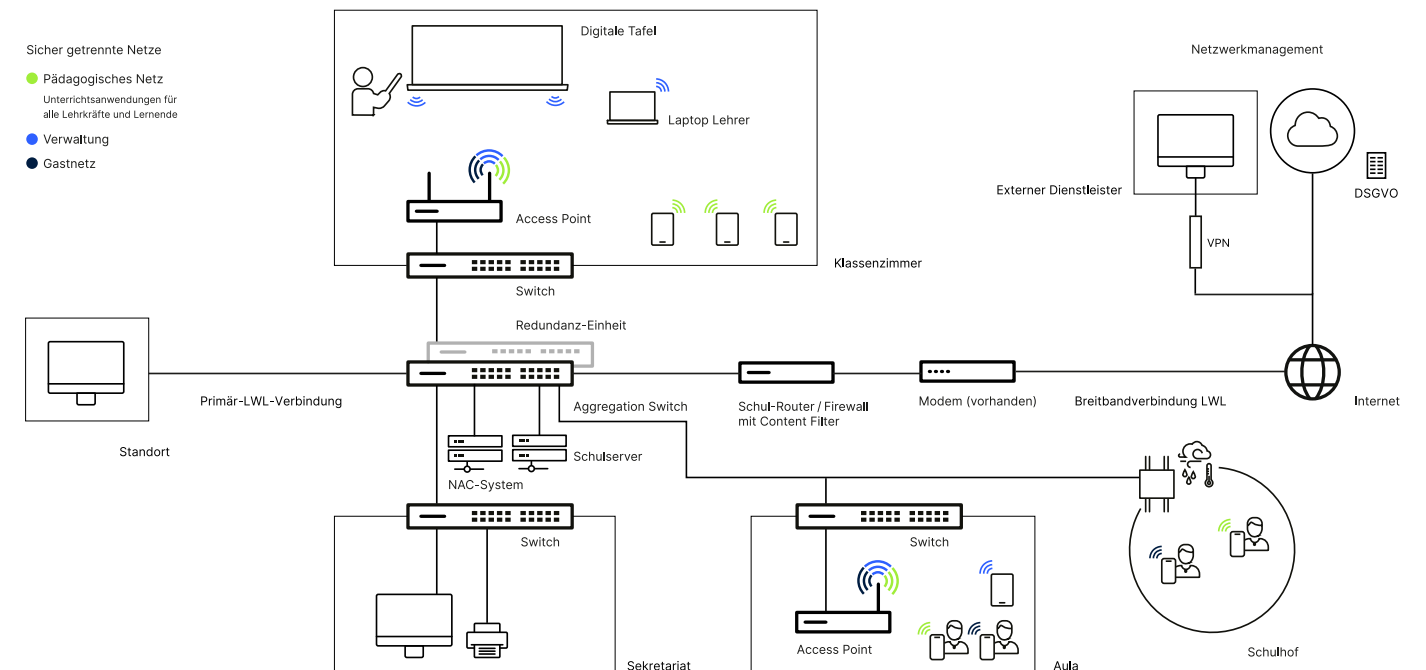 Sicher getrennte Netze
Pädagogisches Netz
Unterrichtsanwendungen für
alle Lehrkräfte und Lernende
Verwaltung
Gastnetz
Digitale Tafel
Laptop Lehrer
Access Point
Klassenzimmer
Switch
Netzwerkmanagement
Externer Dienstleister
DSGVO
VPN
Redundanz-Einheit
Primär-LWL-Verbindung
Aggregation Switch
Schul-Router / Firewall
mit Content Filter
Modem (vorhanden)
Breitbandverbindung LWL
Internet
Standort
Schulserver
NAC-System
Switch
Sekretariat
Switch
Access Point
Aula
Schulhof